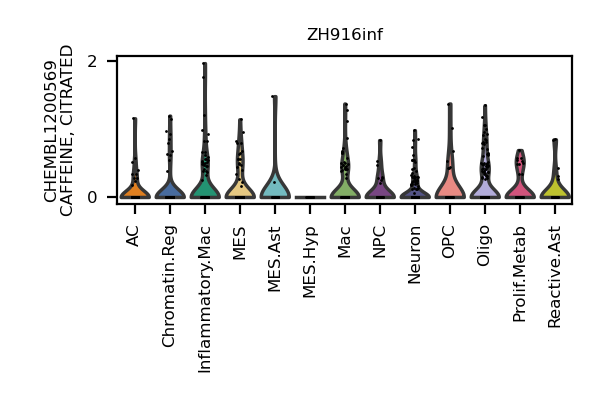 ZH916inf
CHEMBL1200569
CAFFEINE, CITRATED
2
0
AC
Chromatin.Reg
Inflammatory.Mac
MES
MES.Ast
MES.Hyp
Mac
NPC
Neuron
OPC
Oligo
Prolif.Metab
Reactive.Ast